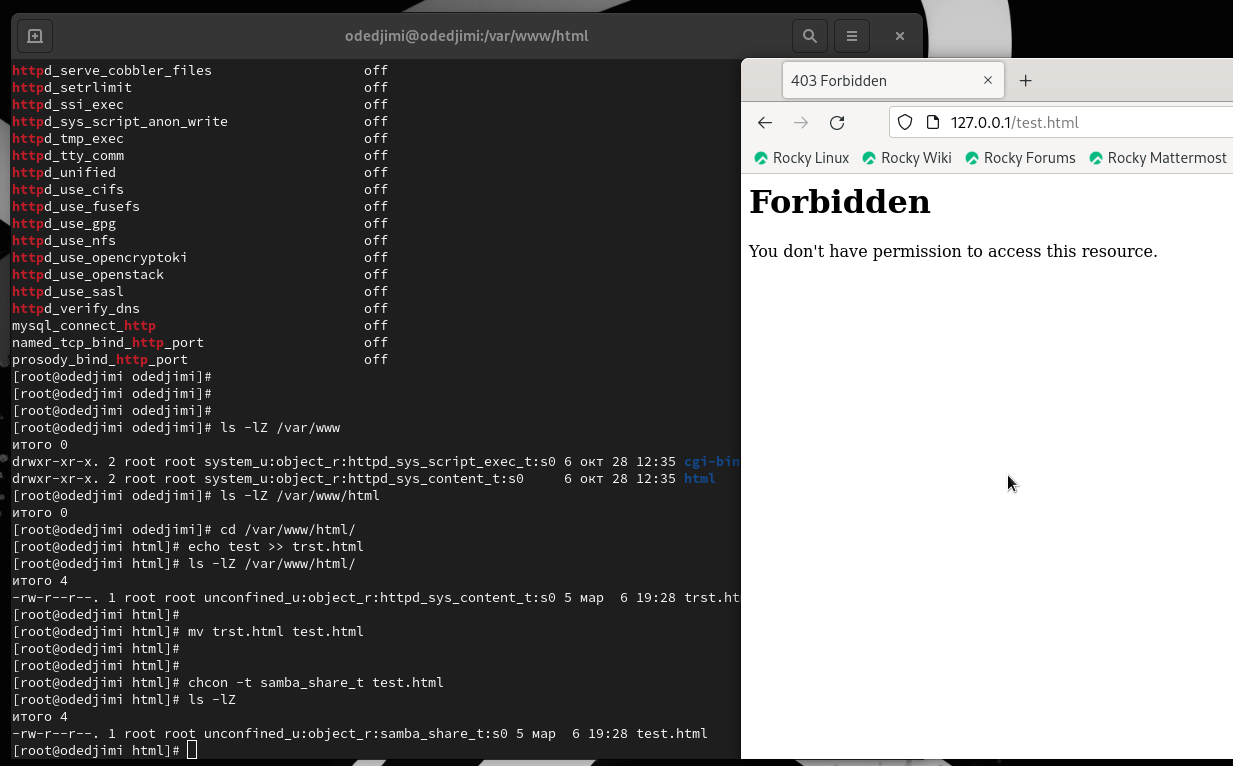 odedjimi@odedjimi:/var/www/html
httpd_serve_cobbler_files off
httpd_setrlimit off
httpd_ssi_exec off
httpd_sys_script_anon_write off
httpd_tmp_exec off
httpd_tty_comm off
httpd_unified off
httpd_use_cifs off
httpd_use_fusefs off
httpd_use_gpg off
httpd_use_nfs off
httpd_use_opencryptoki off
httpd_use_openstack off
httpd_use_sasl off
httpd_verify_dns off
mysql_connect_http off
named_tcp_bind_http_port off
prosody_bind_http_port off
[root@odedjimi odedjimi]#
[root@odedjimi odedjimi]#
[root@odedjimi odedjimi]#
[root@odedjimi odedjimi]# ls -lZ /var/www
итого 0
drwxr-xr-x. 2 root root system_u:object_r:httpd_sys_script_exec_t:s0 6 окт 28 12:35 cgi-bin
drwxr-xr-x. 2 root root system_u:object_r:httpd_sys_content_t:s0 6 окт 28 12:35 html
[root@odedjimi odedjimi]# ls -lZ /var/www/html
итого 0
[root@odedjimi odedjimi]# cd /var/www/html/
[root@odedjimi html]# echo test >> trst.html
[root@odedjimi html]# ls -lZ /var/www/html/
итого 4
-rw-r--r--. 1 root root unconfined_u:object_r:httpd_sys_content_t:s0 5 мар 6 19:28 trst.ht
[root@odedjimi html]#
[root@odedjimi html]# mv trst.html test.html
[root@odedjimi html]#
[root@odedjimi html]#
[root@odedjimi html]# chcon -t samba_share_t test.html
[root@odedjimi html]# ls -lZ
итого 4
-rw-r--r--. 1 root root unconfined_u:object_r:samba_share_t:s0 5 мар 6 19:28 test.html
[root@odedjimi html]#
403 Forbidden
127.0.0.1/test.html
Rocky Linux Rocky Wiki Rocky Forums Rocky Mattermost
Forbidden
You don't have permission to access this resource.